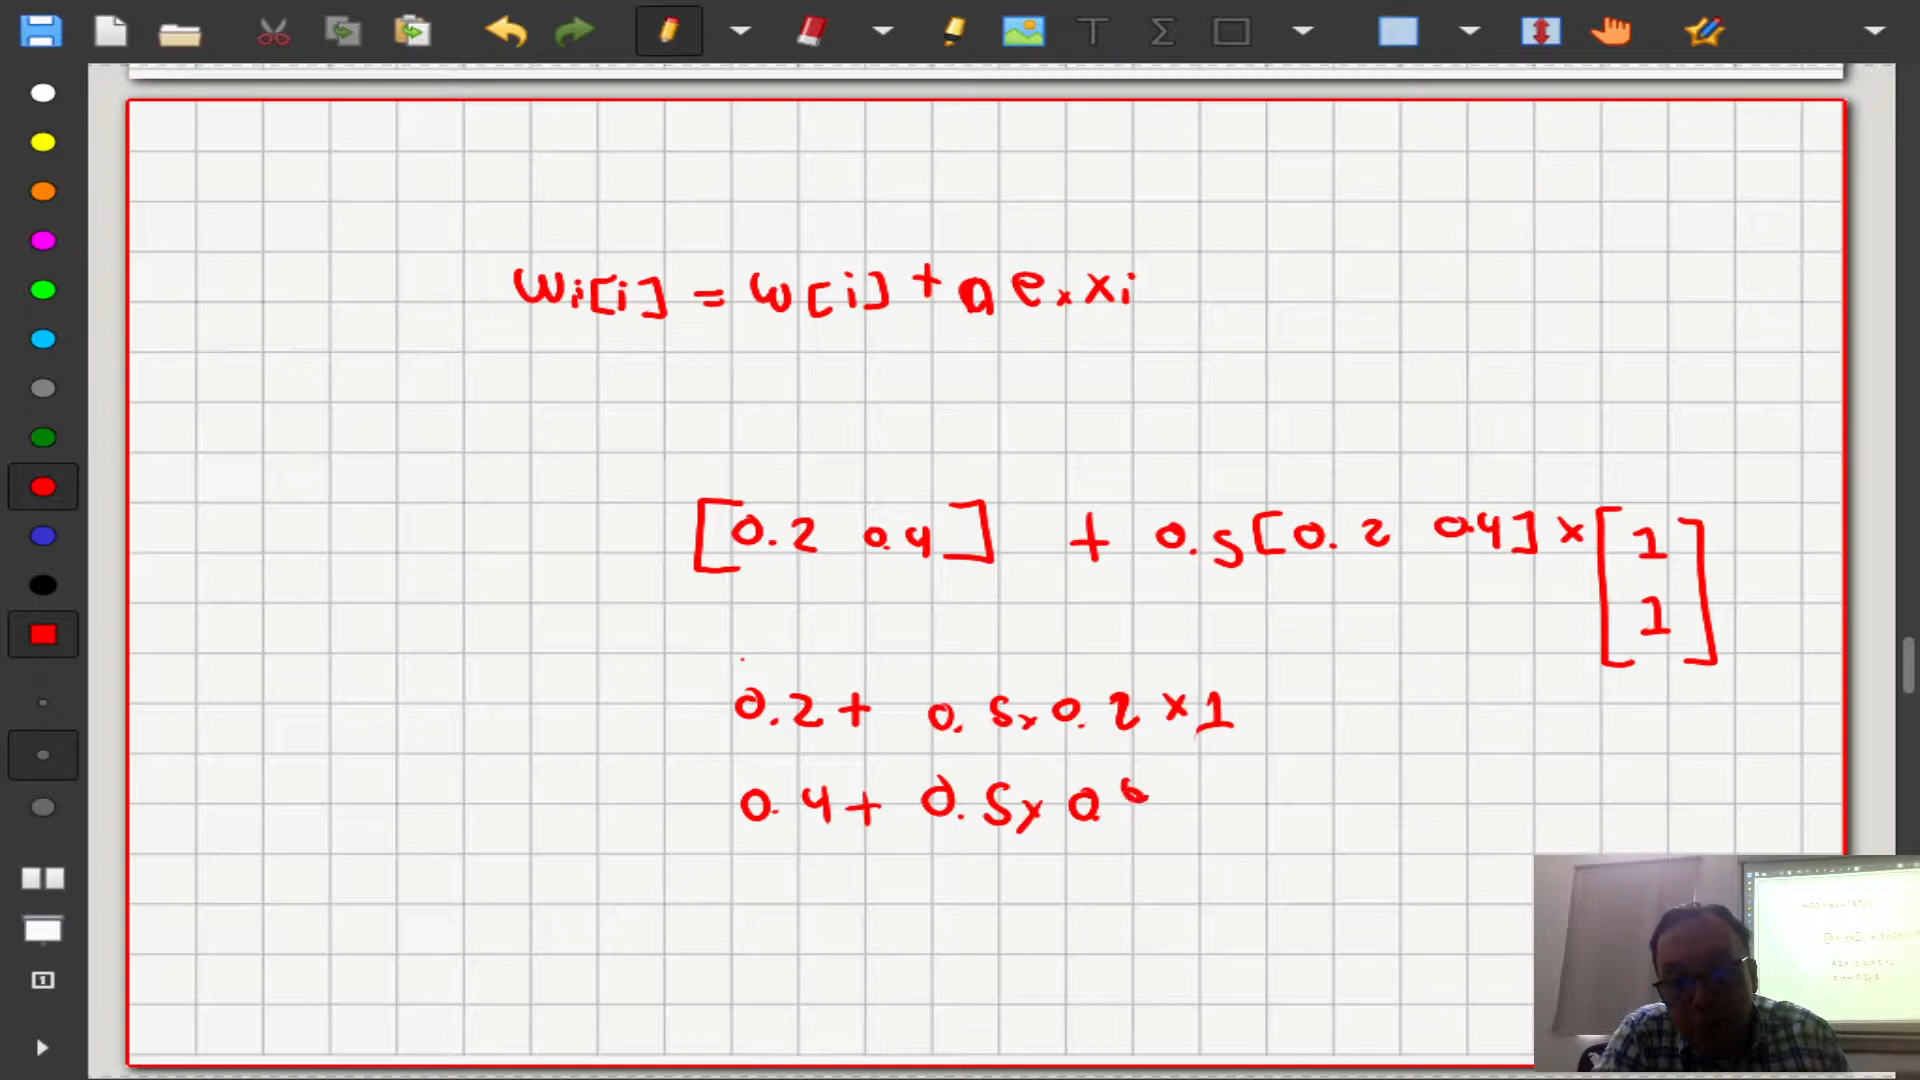 wi[i] = w[i] + a e x xi
[0.2 0.4] + 0.5[0.2 0.4] x [1
1]
0.2 + 0.5 x 0.2 x 1
0.4 + 0.5 x 0.